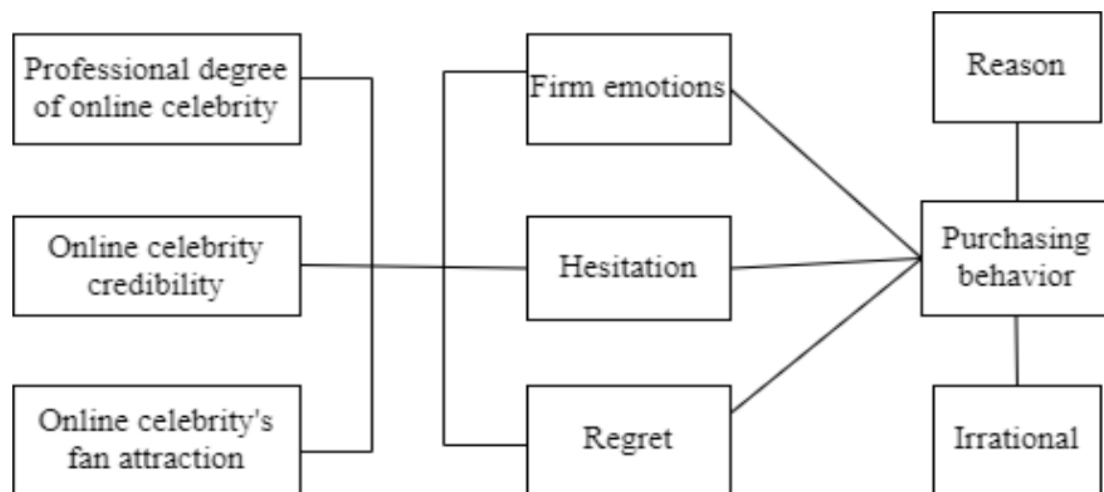 Professional degree
of online celebrity
Firm emotions
Reason
Online celebrity
credibility
Hesitation
Purchasing
behavior
Online celebrity's
fan attraction
Regret
Irrational